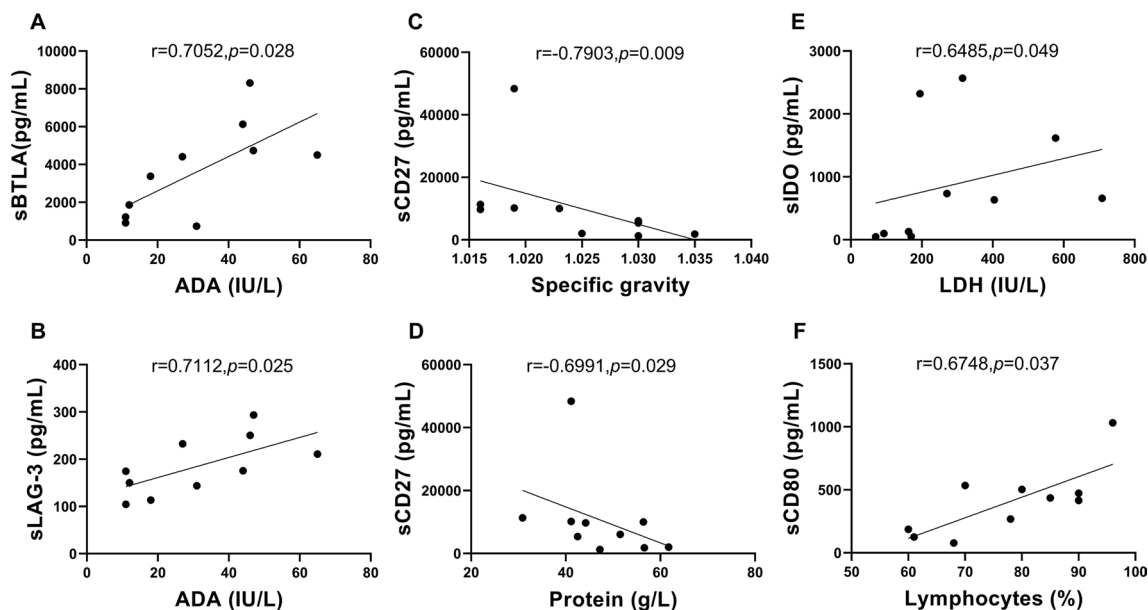 A
r=0.7052,p=0.028
sBTLA(pg/mL)
10000
8000
6000
4000
2000
0
0 20 40 60 80
ADA (IU/L)
C
r=-0.7903,p=0.009
sCD27 (pg/mL)
60000
40000
20000
0
1.015 1.020 1.025 1.030 1.035 1.040
Specific gravity
E
r=0.6485,p=0.049
sIDO (pg/mL)
3000
2000
1000
0
0 200 400 600 800
LDH (IU/L)
B
r=0.7112,p=0.025
sLAG-3 (pg/mL)
400
300
200
100
0
0 20 40 60 80
ADA (IU/L)
D
r=-0.6991,p=0.029
sCD27 (pg/mL)
60000
40000
20000
0
20 40 60 80
Protein (g/L)
F
r=0.6748,p=0.037
sCD80 (pg/mL)
1500
1000
500
0
50 60 70 80 90 100
Lymphocytes (%)